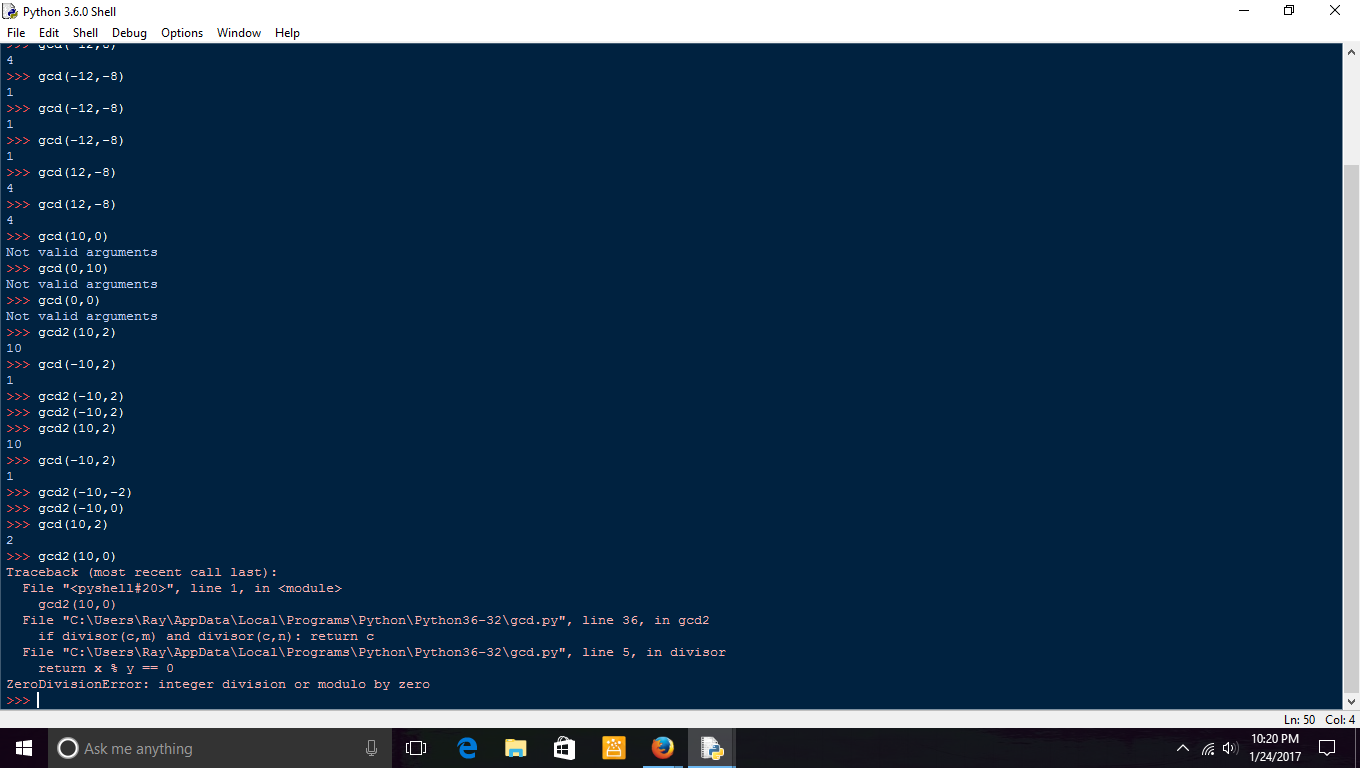 Python 3.6.0 Shell
File Edit Shell Debug Options Window Help
>>> gcd(-12,8)
4
>>> gcd(-12,-8)
1
>>> gcd(-12,-8)
1
>>> gcd(-12,-8)
1
>>> gcd(12,-8)
4
>>> gcd(12,-8)
4
>>> gcd(10,0)
Not valid arguments
>>> gcd(0,10)
Not valid arguments
>>> gcd(0,0)
Not valid arguments
>>> gcd2(10,2)
10
>>> gcd(-10,2)
1
>>> gcd2(-10,2)
>>> gcd2(-10,2)
>>> gcd2(10,2)
10
>>> gcd(-10,2)
1
>>> gcd2(-10,-2)
>>> gcd2(-10,0)
>>> gcd(10,2)
2
>>> gcd2(10,0)
Traceback (most recent call last):
  File "<pyshell#20>", line 1, in <module>
    gcd2(10,0)
  File "C:\Users\Ray\AppData\Local\Programs\Python\Python36-32\gcd.py", line 36, in gcd2
    if divisor(c,m) and divisor(c,n): return c
  File "C:\Users\Ray\AppData\Local\Programs\Python\Python36-32\gcd.py", line 5, in divisor
    return x % y == 0
ZeroDivisionError: integer division or modulo by zero
>>>
Ln: 50 Col: 4
Ask me anything
10:20 PM
1/24/2017